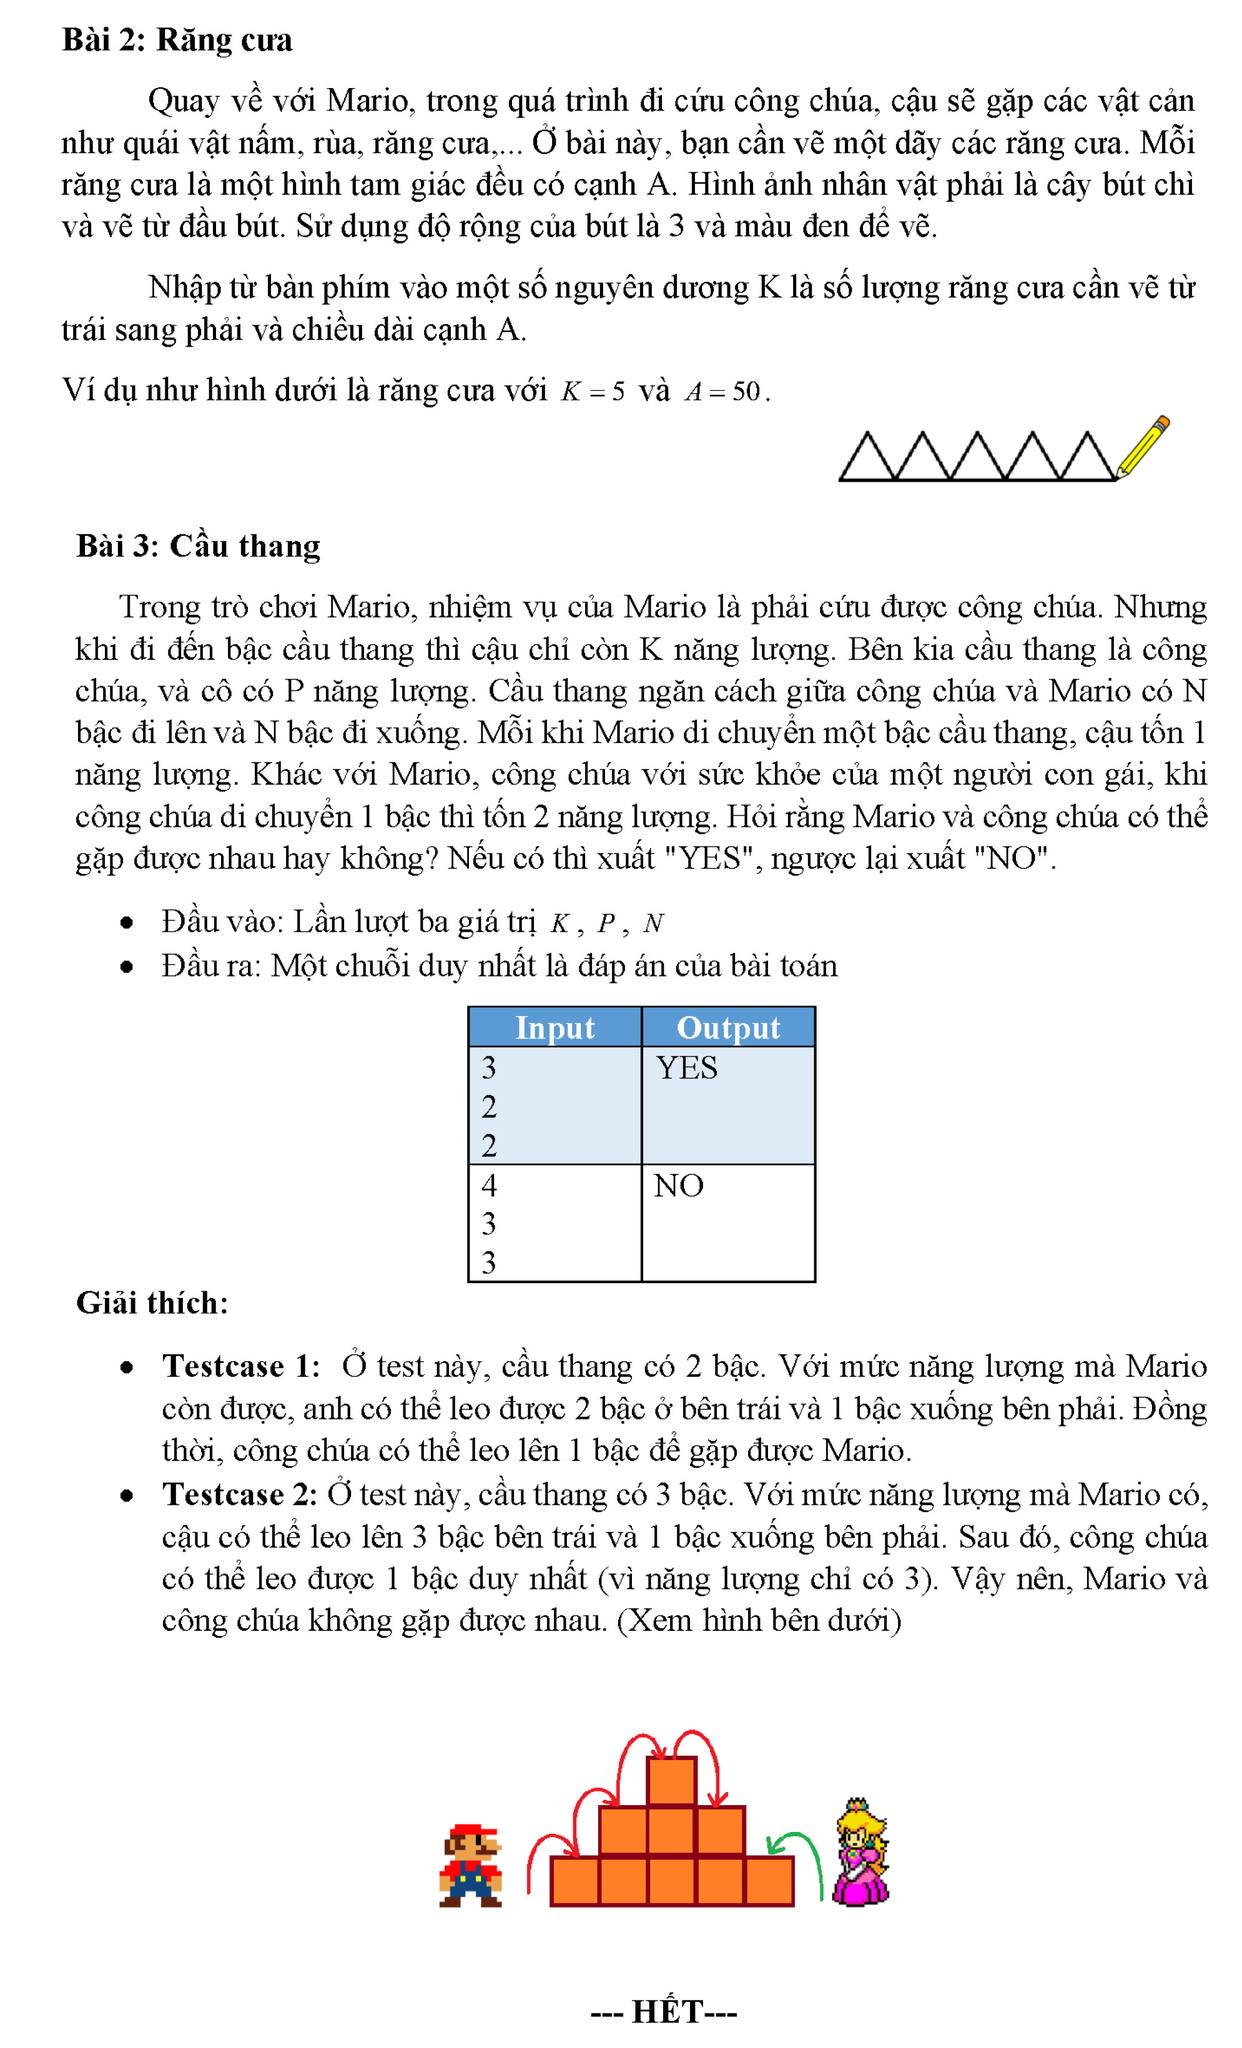 Bài 2: Răng cưa
Quay về với Mario, trong quá trình đi cứu công chúa, cậu sẽ gặp các vật cản
như quái vật nấm, rùa, răng cưa,... Ở bài này, bạn cần vẽ một dãy các răng cưa. Mỗi
răng cưa là một hình tam giác đều có cạnh A. Hình ảnh nhân vật phải là cây bút chì
và vẽ từ đầu bút. Sử dụng độ rộng của bút là 3 và màu đen để vẽ.
Nhập từ bàn phím vào một số nguyên dương K là số lượng răng cưa cần vẽ từ
trái sang phải và chiều dài cạnh A.
Ví dụ như hình dưới là răng cưa với K = 5 và A = 50.
Bài 3: Cầu thang
Trong trò chơi Mario, nhiệm vụ của Mario là phải cứu được công chúa. Nhưng
khi đi đến bậc cầu thang thì cậu chỉ còn K năng lượng. Bên kia cầu thang là công
chúa, và cô có P năng lượng. Cầu thang ngăn cách giữa công chúa và Mario có N
bậc đi lên và N bậc đi xuống. Mỗi khi Mario di chuyển một bậc cầu thang, cậu tốn 1
năng lượng. Khác với Mario, công chúa với sức khỏe của một người con gái, khi
công chúa di chuyển 1 bậc thì tốn 2 năng lượng. Hỏi rằng Mario và công chúa có thể
gặp được nhau hay không? Nếu có thì xuất "YES", ngược lại xuất "NO".
• Đầu vào: Lần lượt ba giá trị K , P , N
• Đầu ra: Một chuỗi duy nhất là đáp án của bài toán
Input Output
3 YES
2
2
4 NO
3
3
Giải thích:
• Testcase 1: Ở test này, cầu thang có 2 bậc. Với mức năng lượng mà Mario
còn được, anh có thể leo được 2 bậc ở bên trái và 1 bậc xuống bên phải. Đồng
thời, công chúa có thể leo lên 1 bậc để gặp được Mario.
• Testcase 2: Ở test này, cầu thang có 3 bậc. Với mức năng lượng mà Mario có,
cậu có thể leo lên 3 bậc bên trái và 1 bậc xuống bên phải. Sau đó, công chúa
có thể leo được 1 bậc duy nhất (vì năng lượng chỉ có 3). Vậy nên, Mario và
công chúa không gặp được nhau. (Xem hình bên dưới)
--- HẾT---